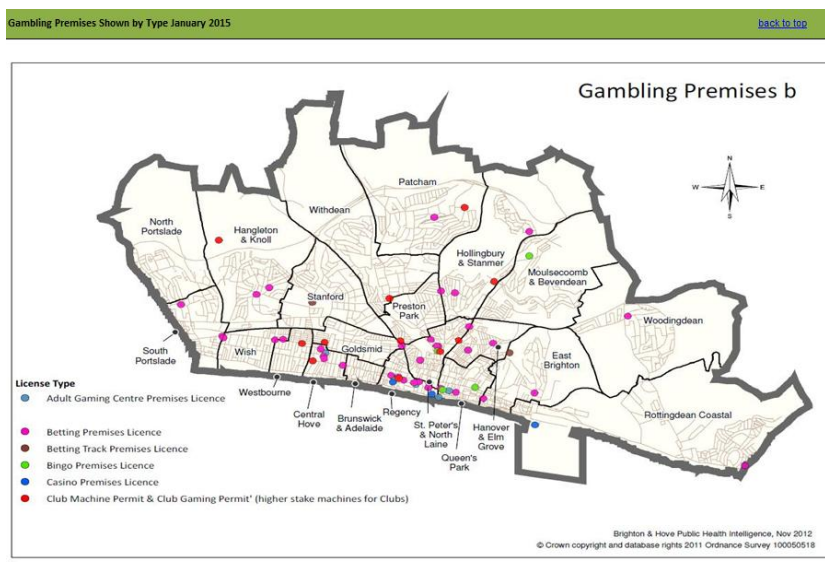 Gambling Premises Shown by Type January 2015
back to top
Gambling Premises b
N
W E
S
Patcham
Withdean
North
Portslade
Hangleton
& Knoll
Hollingbury
& Stanmer
Moulsecoomb
& Bevendean
Stanford
Preston
Park
Woodingdean
South
Portslade
Wish
Goldsmid
East
Brighton
Westbourne
Central
Hove
Brunswick
& Adelaide
Regency
St. Peter's
& North
Laine
Queen's
Park
Hanover
& Elm
Grove
Rottingdean Coastal
License Type
Adult Gaming Centre Premises Licence
Betting Premises Licence
Betting Track Premises Licence
Bingo Premises Licence
Casino Premises Licence
Club Machine Permit & Club Gaming Permit' (higher stake machines for Clubs)
Brighton & Hove Public Health Intelligence, Nov 2012
© Crown copyright and database rights 2011 Ordnance Survey 100050518